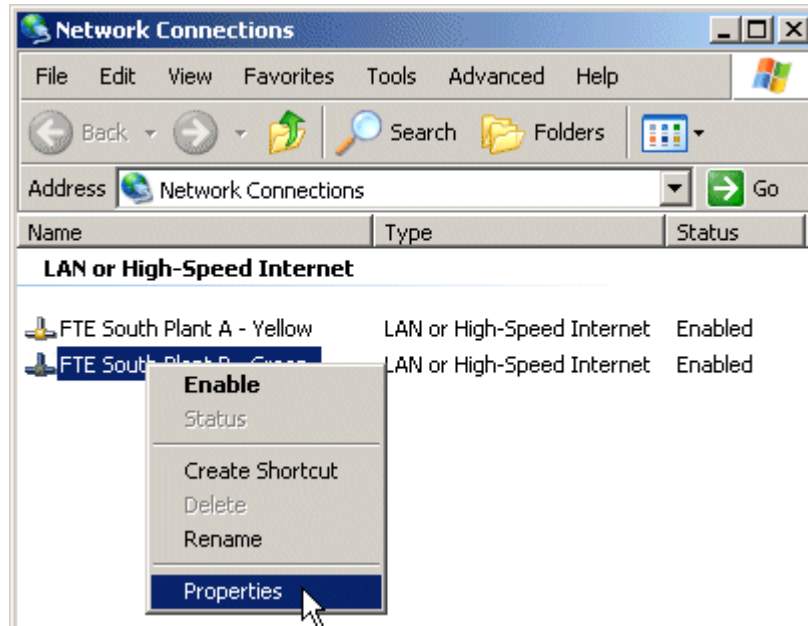 Network Connections
File Edit View Favorites Tools Advanced Help
Back Search Folders
Address Network Connections Go
Name Type Status
LAN or High-Speed Internet
FTE South Plant A - Yellow LAN or High-Speed Internet Enabled
FTE South Plant B - Green LAN or High-Speed Internet Enabled
Enable
Status
Create Shortcut
Delete
Rename
Properties